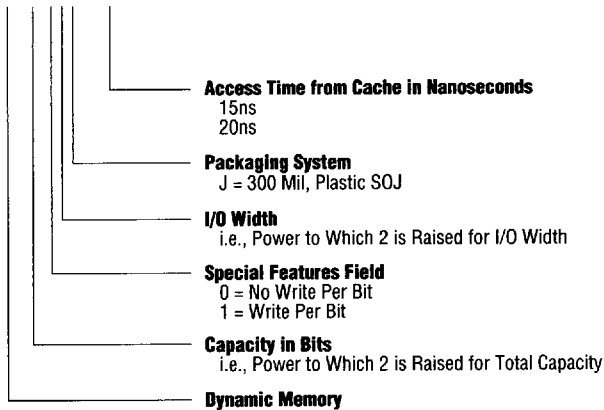 Access Time from Cache in Nanoseconds
15ns
20ns
Packaging System
J = 300 Mil, Plastic SOJ
I/O Width
i.e., Power to Which 2 is Raised for I/O Width
Special Features Field
0 = No Write Per Bit
1 = Write Per Bit
Capacity in Bits
i.e., Power to Which 2 is Raised for Total Capacity
Dynamic Memory